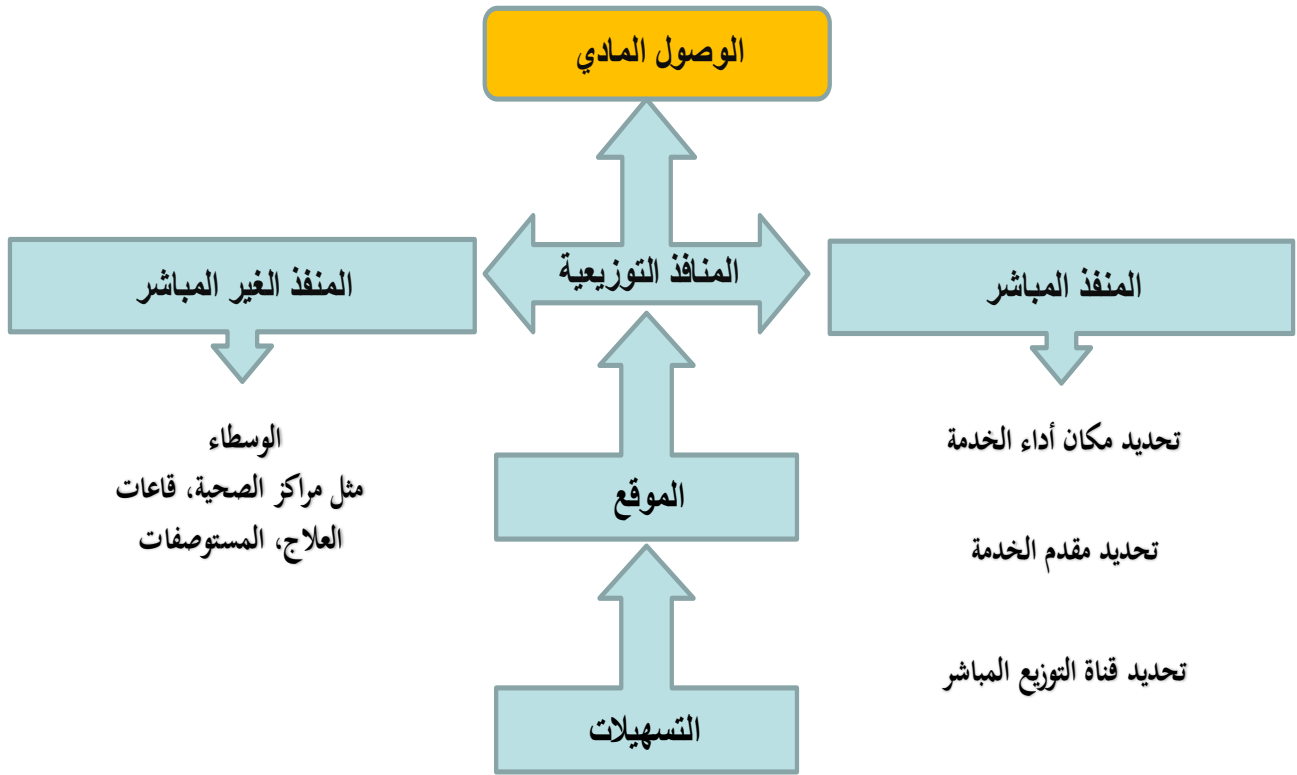 الوصول المادي
المنافذ التوزيعية
المنفذ المباشر
المنفذ الغير المباشر
تحديد مكان أداء الخدمة
تحديد مقدم الخدمة
تحديد قناة التوزيع المباشر
الوسطاء
مثل مراكز الصحية، قاعات
العلاج، المستوصفات
الموقع
التسهيلات